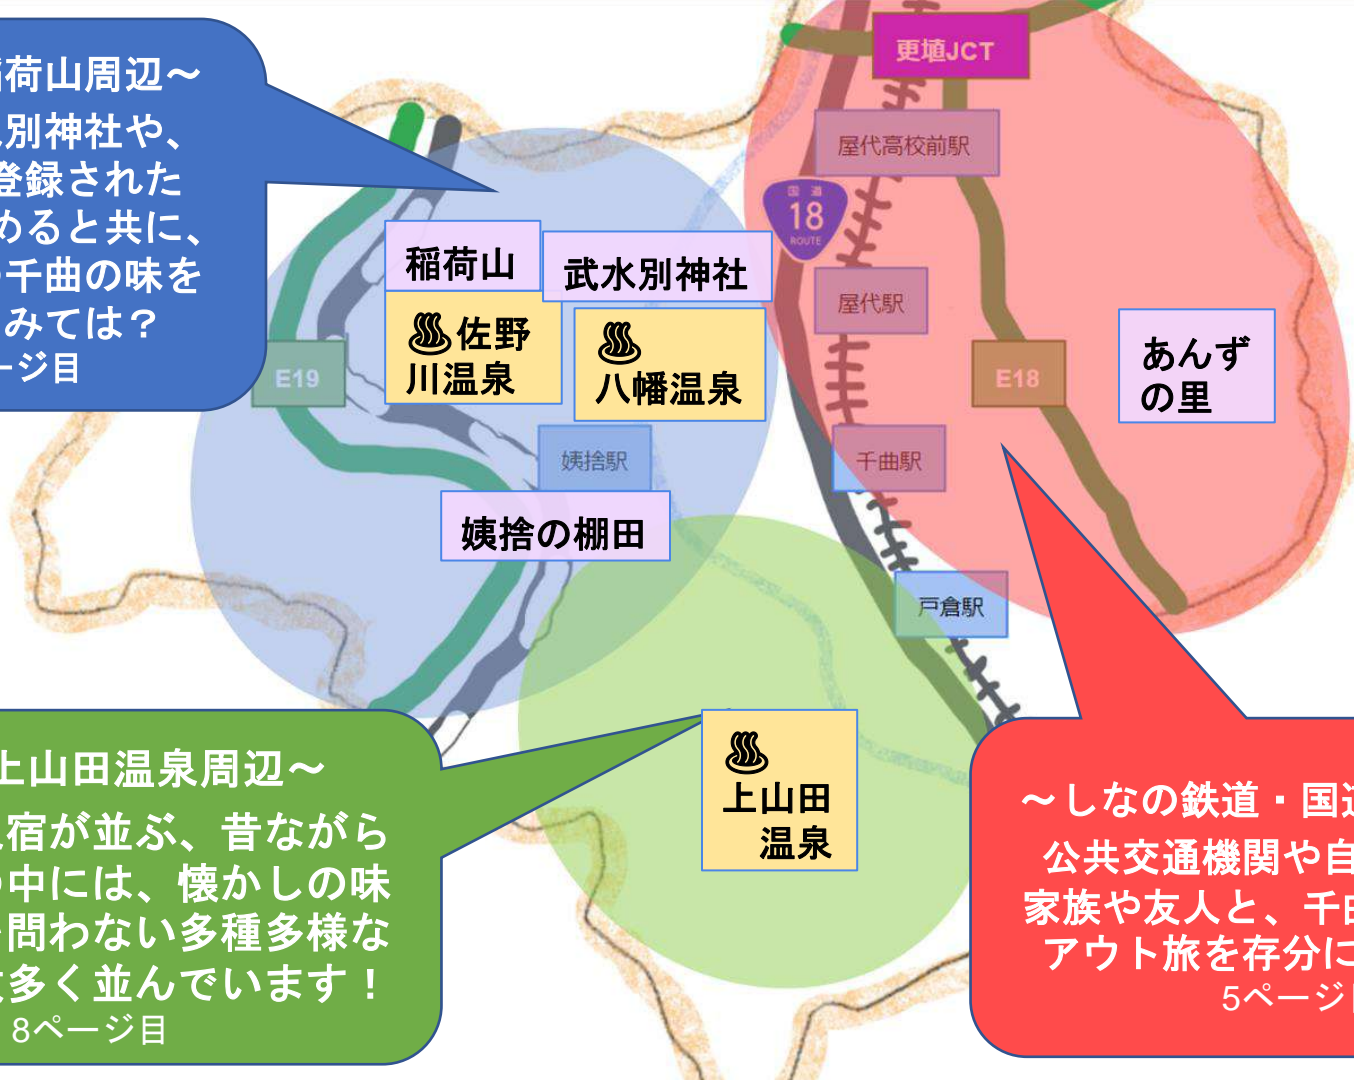 稲荷山周辺～
別神社や、
登録された
めると共に、
千曲の味を
みては？
ージ目
更埴JCT
屋代高校前駅
国道
18
ROUTE
稲荷山
武水別神社
佐野
川温泉
八幡温泉
屋代駅
E19
E18
あんず
の里
姨捨駅
千曲駅
姨捨の棚田
戸倉駅
上山田
温泉
上山田温泉周辺～
宿が並ぶ、昔ながら
中には、懐かしの味
問わない多種多様な
多く並んでいます！
8ページ目
～しなの鉄道・国道
公共交通機関や自
家族や友人と、千曲
アウト旅を存分に
5ページ